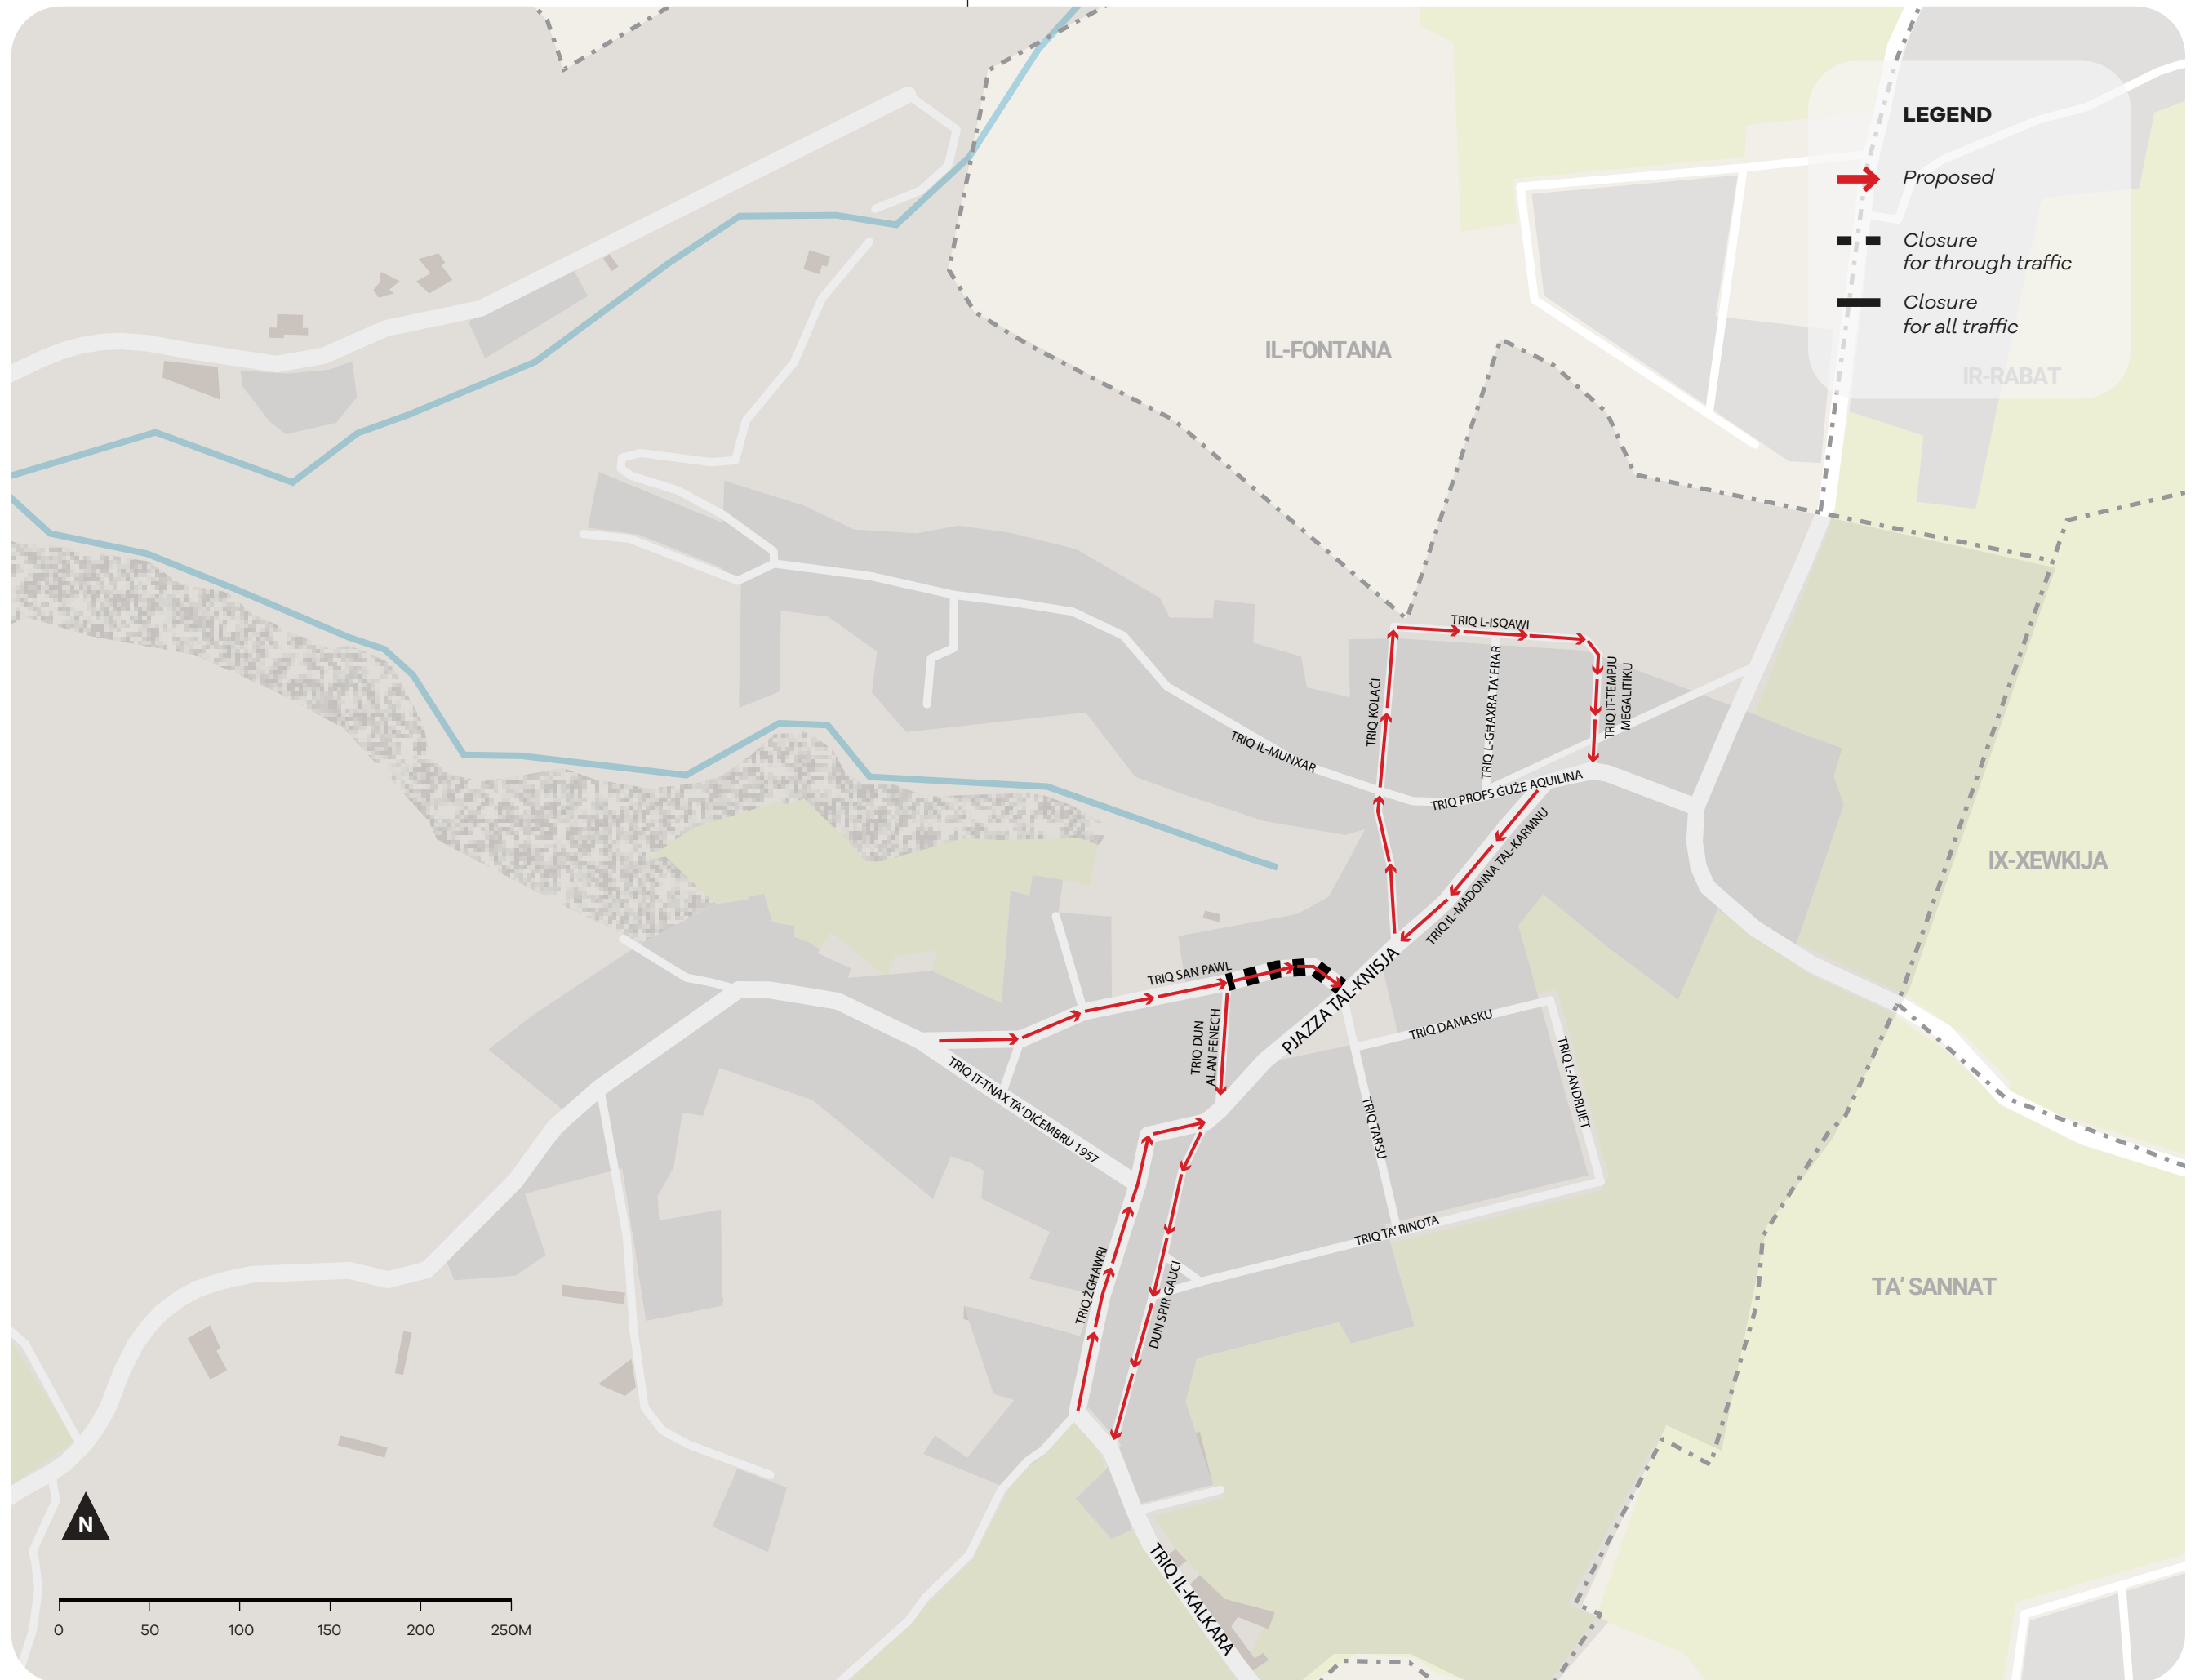 LEGEND
Proposed
Closure
for through traffic
Closure
for all traffic
IL-FONTANA
IR-RABAT
TRIQ L-ISQAWI
TRIQ KOLAĊI
TRIQ L-GHAXRA TA' FRAR
TRIQ IT-TEMPJU
MEGALITIKU
TRIQ IL-MUNXAR
TRIQ PROFS ĠUŻE AQUILINA
TRIQ IL-MADONNA TAL-KARMNU
IX-XEWKIJA
TRIQ SAN PAWL
PJAZZA TAL-KNISJA
TRIQ DUN
ALAN FENECH
TRIQ DAMASKU
TRIQ L-ANDRIJIET
TRIQ IT-TNAX TA' DIĊEMBRU 1957
TRIQ TARSU
TRIQ TA' RINOTA
TRIQ ŻGHAWRI
DUN SPIR GAUCI
TA' SANNAT
TRIQ IL-KALKARA
N
0 50 100 150 200 250M